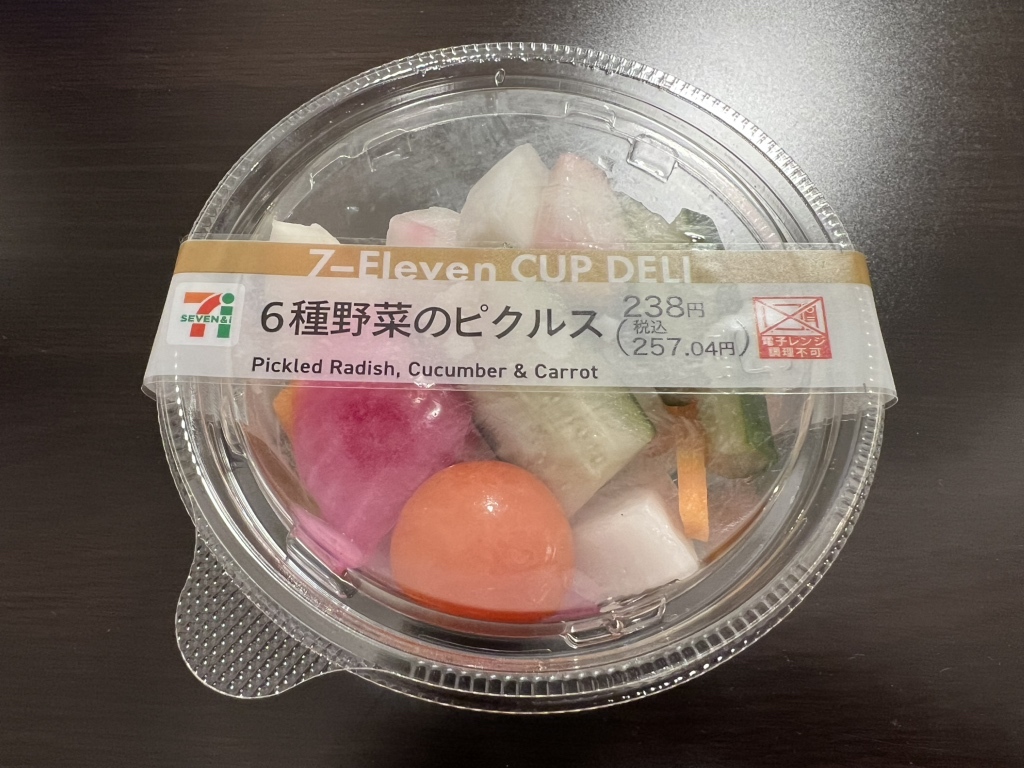 7-Eleven CUP DELI
7i
SEVEN&i
6種野菜のピクルス
238円
(税込
257.04円)
Pickled Radish, Cucumber & Carrot
電子レンジ
調理不可